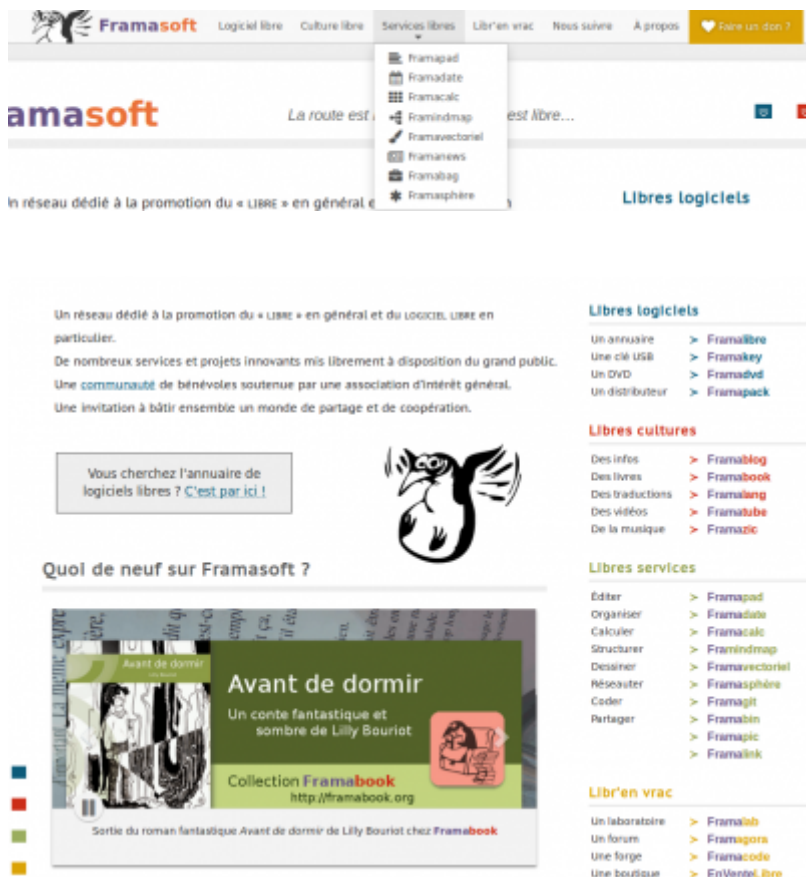 Framasoft Logiciel libre Culture libre Services libres Libr'en vrac Nous suivre A propos Faire un don ?
Framapad
Framadate
Framacalc
Framindmap
Framavectoriel
Framanews
Framabag
Framasphère
amasoft La route est est libre...
n réseau dédié à la promotion du « LIBRE » en général e n
Libres logiciels
Un réseau dédié à la promotion du « LIBRE » en général et du LOGICIEL LIBRE en
particulier.
De nombreux services et projets innovants mis librement à disposition du grand public.
Une communauté de bénévoles soutenue par une association d'intérêt général.
Une invitation à bâtir ensemble un monde de partage et de coopération.
Vous cherchez l'annuaire de
logiciels libres ? C'est par ici !
Quoi de neuf sur Framasoft ?
Avant de dormir
Avant de dormir
Un conte fantastique et
sombre de Lilly Bouriot
Collection Framabook
http://framabook.org
Sortie du roman fantastique Avant de dormir de Lilly Bouriot chez Framabook
Libres logiciels
Un annuaire > Framalibre
Une clé USB > Framakey
Un DVD > Framadvd
Un distributeur > Framapack
Libres cultures
Des infos > Framablog
Des livres > Framabook
Des traductions > Framalang
Des vidéos > Framatube
De la musique > Framazic
Libres services
Éditer > Framapad
Organiser > Framadate
Calculer > Framacalc
Structurer > Framindmap
Dessiner > Framavectoriel
Réseauter > Framasphère
Coder > Framagit
Partager > Framabin
> Framapic
> Framalink
Libr'en vrac
Un laboratoire > Framalab
Un forum > Framagora
Une forge > Framacode
Une boutique > EnVenteLibre